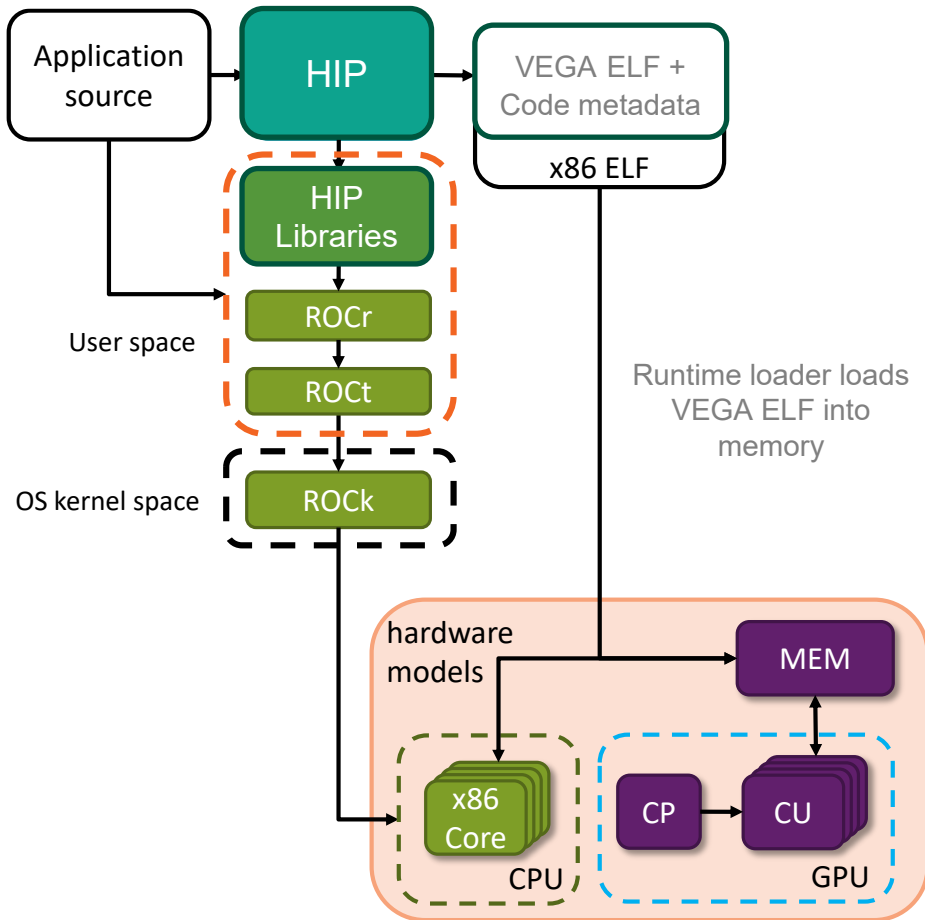 Application
source
HIP
VEGA ELF +
Code metadata
x86 ELF
HIP
Libraries
ROCr
User space
ROCt
Runtime loader loads
VEGA ELF into
memory
OS kernel space
ROCk
hardware
models
MEM
x86
Core
CPU
CP
CU
GPU